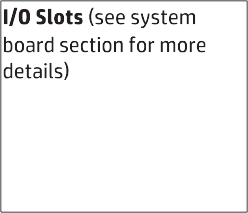 I/O Slots (see system
board section for more
details)